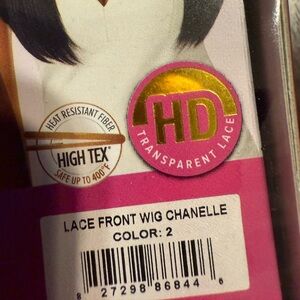 HEAT RESISTANT FIBER
HIGH TEX
SAFE UP TO 400°F
HD
TRANSPARENT LACE
LACE FRONT WIG CHANELLE
COLOR: 2
8 27298 86844 6